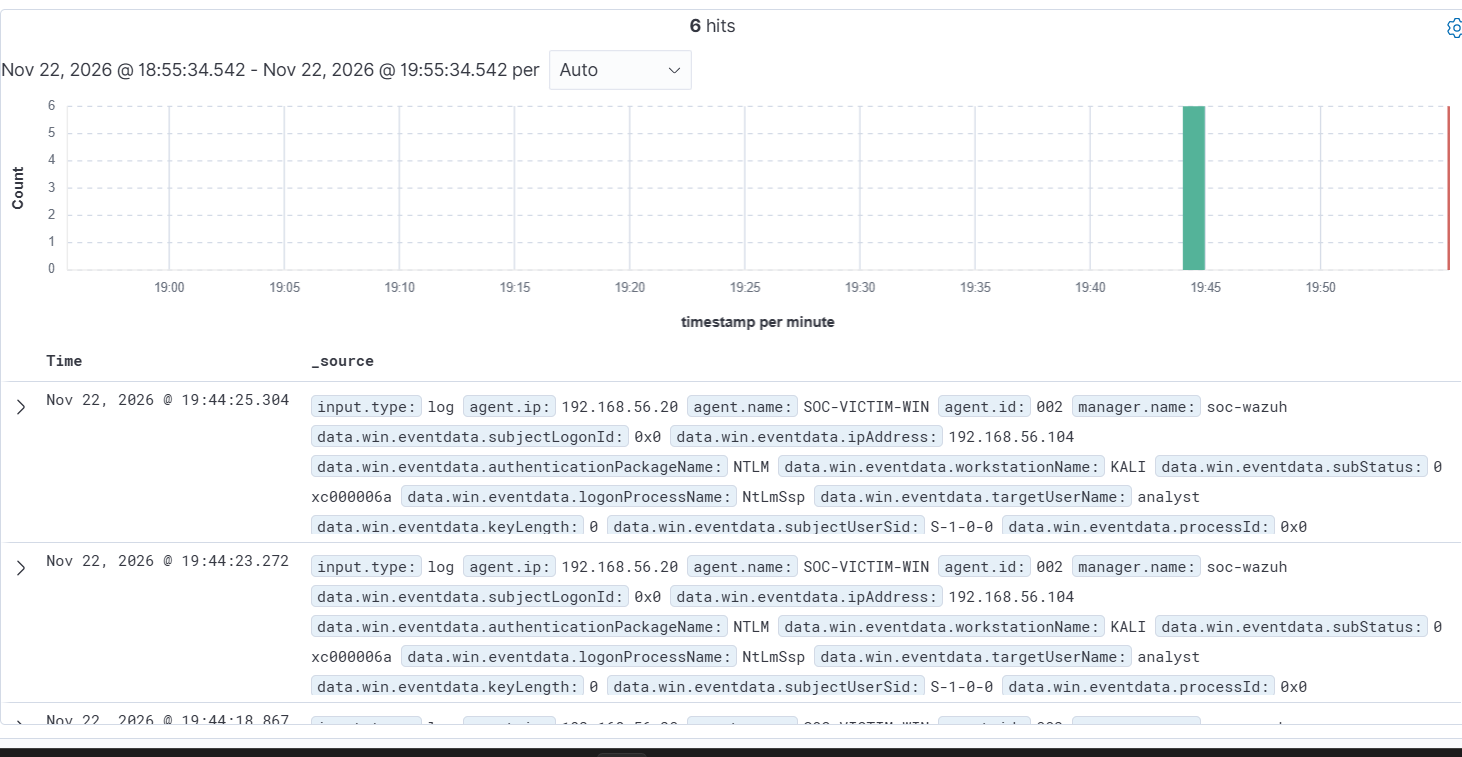 6 hits
Nov 22, 2026 @ 18:55:34.542 - Nov 22, 2026 @ 19:55:34.542 per Auto
6
5
4
3
2
1
0
Count
19:00 19:05 19:10 19:15 19:20 19:25 19:30 19:35 19:40 19:45 19:50
timestamp per minute
Time _source
Nov 22, 2026 @ 19:44:25.304 input.type: log agent.ip: 192.168.56.20 agent.name: SOC-VICTIM-WIN agent.id: 002 manager.name: soc-wazuh
data.win.eventdata.subjectLogonId: 0x0 data.win.eventdata.ipAddress: 192.168.56.104
data.win.eventdata.authenticationPackageName: NTLM data.win.eventdata.workstationName: KALI data.win.eventdata.subStatus: 0
xc000006a data.win.eventdata.logonProcessName: NtLmSsp data.win.eventdata.targetUserName: analyst
data.win.eventdata.keyLength: 0 data.win.eventdata.subjectUserSid: S-1-0-0 data.win.eventdata.processId: 0x0
Nov 22, 2026 @ 19:44:23.272 input.type: log agent.ip: 192.168.56.20 agent.name: SOC-VICTIM-WIN agent.id: 002 manager.name: soc-wazuh
data.win.eventdata.subjectLogonId: 0x0 data.win.eventdata.ipAddress: 192.168.56.104
data.win.eventdata.authenticationPackageName: NTLM data.win.eventdata.workstationName: KALI data.win.eventdata.subStatus: 0
xc000006a data.win.eventdata.logonProcessName: NtLmSsp data.win.eventdata.targetUserName: analyst
data.win.eventdata.keyLength: 0 data.win.eventdata.subjectUserSid: S-1-0-0 data.win.eventdata.processId: 0x0
Nov 22, 2026 @ 19:44:18.867